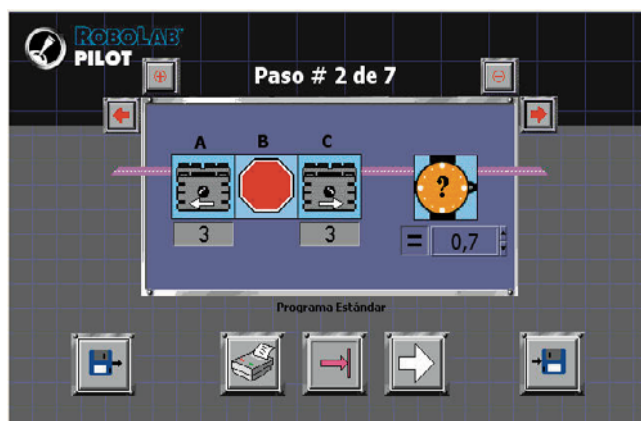 ROBOLAB
PILOT
Paso # 2 de 7
A B C
?
3 3 = 0,7
Programa Estándar